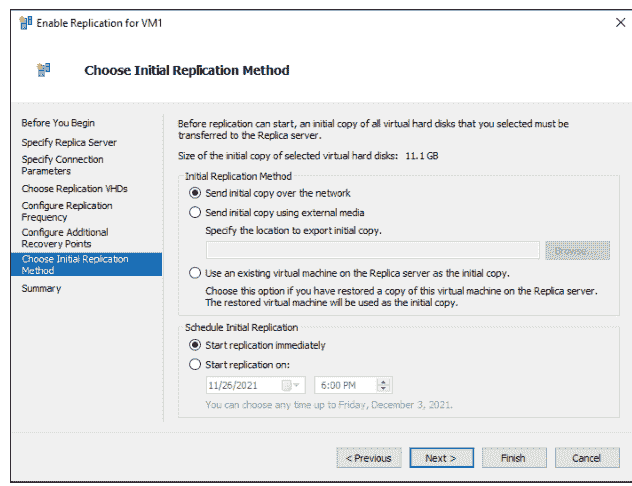 Enable Replication for VM1
Choose Initial Replication Method
Before You Begin
Specify Replica Server
Specify Connection
Parameters
Choose Replication VHDs
Configure Replication
Frequency
Configure Additional
Recovery Points
Choose Initial Replication
Method
Summary
Before replication can start, an initial copy of all virtual hard disks that you selected must be
transferred to the Replica server.
Size of the initial copy of selected virtual hard disks: 11.1 GB
Initial Replication Method
Send initial copy over the network
Send initial copy using external media
Specify the location to export initial copy.
Browse...
Use an existing virtual machine on the Replica server as the initial copy.
Choose this option if you have restored a copy of this virtual machine on the Replica server.
The restored virtual machine will be used as the initial copy.
Schedule Initial Replication
Start replication immediately
Start replication on:
11/26/2021 6:00 PM
You can choose any time up to Friday, December 3, 2021.
< Previous Next > Finish Cancel